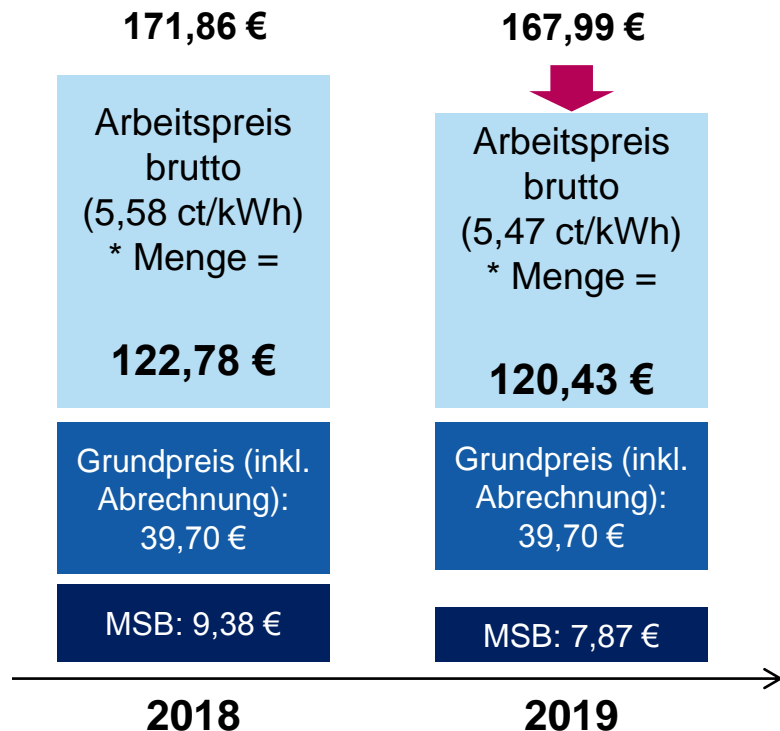 171,86 €
Arbeitspreis
brutto
(5,58 ct/kWh)
* Menge =
122,78 €
Grundpreis (inkl.
Abrechnung):
39,70 €
MSB: 9,38 €
2018
167,99 €
Arbeitspreis
brutto
(5,47 ct/kWh)
* Menge =
120,43 €
Grundpreis (inkl.
Abrechnung):
39,70 €
MSB: 7,87 €
2019